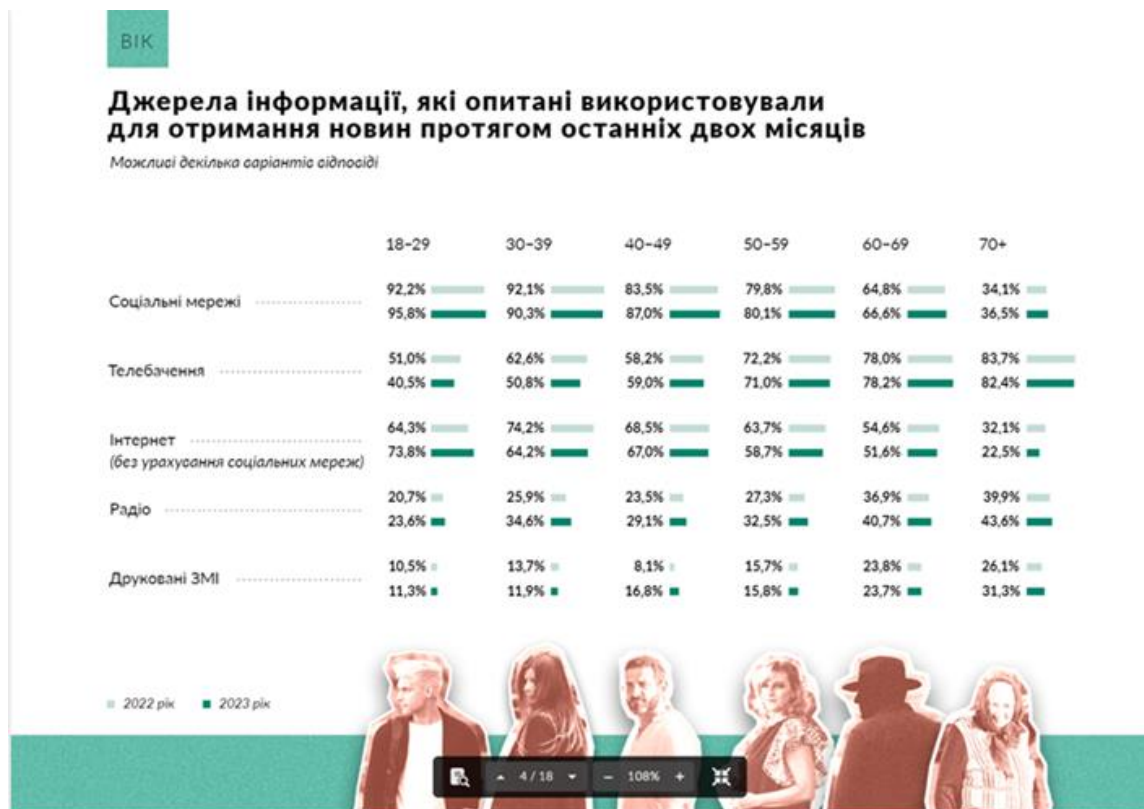 ВІК
Джерела інформації, які опитані використовували
для отримання новин протягом останніх двох місяців
Можливі декілька варіантів відповіді
18–29 30–39 40–49 50–59 60–69 70+
92,2% 92,1% 83,5% 79,8% 64,8% 34,1%
Соціальні мережі
95,8% 90,3% 87,0% 80,1% 66,6% 36,5%
51,0% 62,6% 58,2% 72,2% 78,0% 83,7%
Телебачення
40,5% 50,8% 59,0% 71,0% 78,2% 82,4%
64,3% 74,2% 68,5% 63,7% 54,6% 32,1%
Інтернет
73,8% 64,2% 67,0% 58,7% 51,6% 22,5%
(без урахування соціальних мереж)
20,7% 25,9% 23,5% 27,3% 36,9% 39,9%
Радіо
23,6% 34,6% 29,1% 32,5% 40,7% 43,6%
10,5% 13,7% 8,1% 15,7% 23,8% 26,1%
Друковані ЗМІ
11,3% 11,9% 16,8% 15,8% 23,7% 31,3%
2022 рік 2023 рік
4 / 18 − 108% +